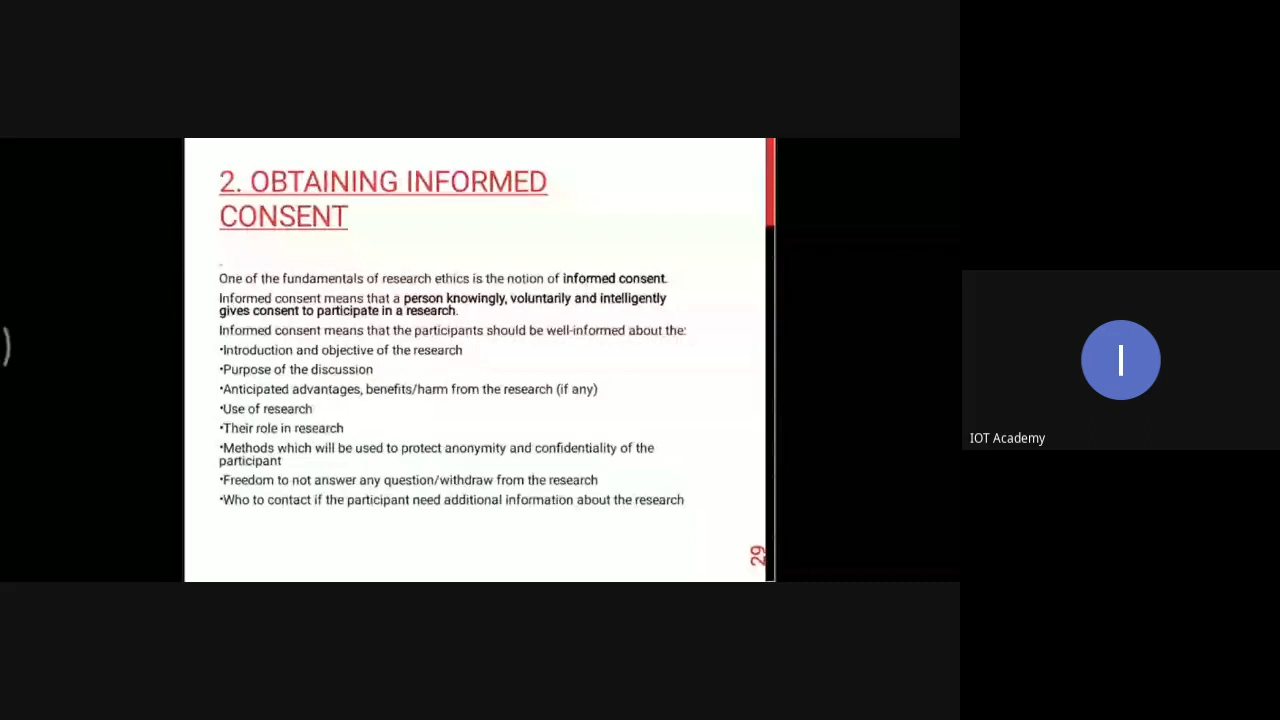 2. OBTAINING INFORMED
CONSENT
One of the fundamentals of research ethics is the notion of informed consent.
Informed consent means that a person knowingly, voluntarily and intelligently
gives consent to participate in a research.
Informed consent means that the participants should be well-informed about the:
•Introduction and objective of the research
•Purpose of the discussion
•Anticipated advantages, benefits/harm from the research (if any)
•Use of research
•Their role in research
•Methods which will be used to protect anonymity and confidentiality of the
participant
•Freedom to not answer any question/withdraw from the research
•Who to contact if the participant need additional information about the research
29
I
IOT Academy